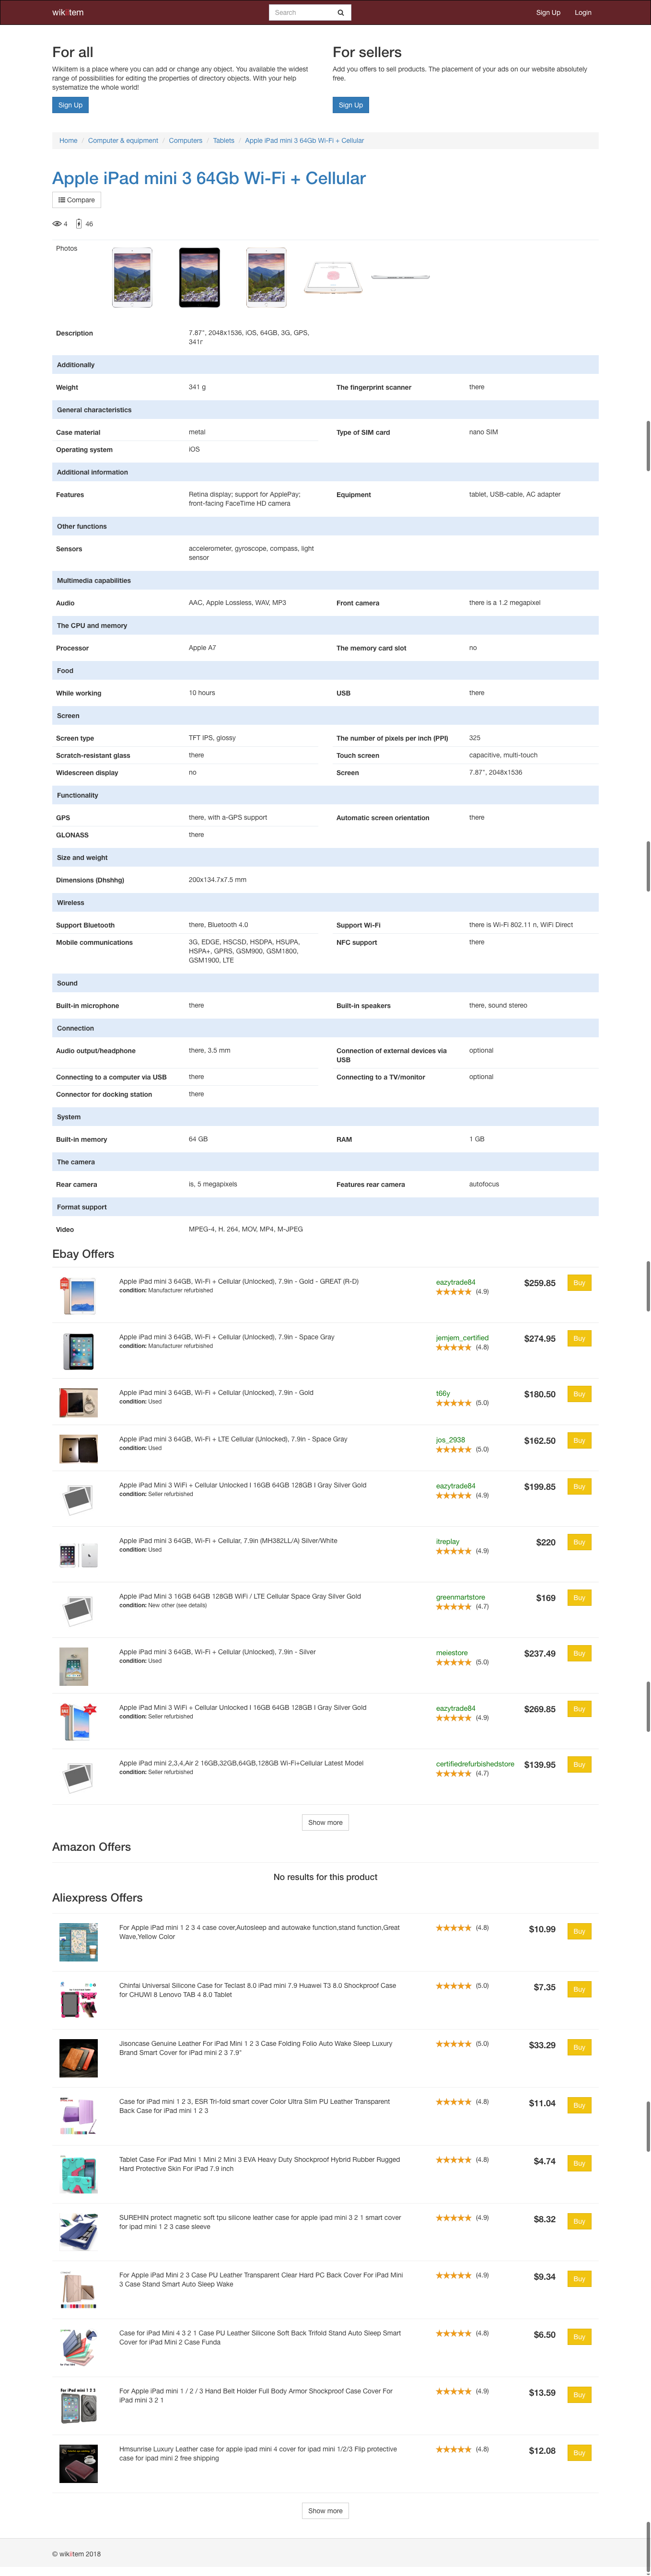 wikiitem
Search
Sign Up
Login
For all
Wikiitem is a place where you can add or change any object. You available the widest
range of possibilities for editing the properties of directory objects. With your help
systematize the whole world!
Sign Up
For sellers
Add you offers to sell products. The placement of your ads on our website absolutely
free.
Sign Up
Home / Computer & equipment / Computers / Tablets / Apple iPad mini 3 64Gb Wi-Fi + Cellular
Apple iPad mini 3 64Gb Wi-Fi + Cellular
Compare
4 46
Photos
Description 7.87", 2048x1536, iOS, 64GB, 3G, GPS,
341г
Additionally
Weight 341 g
The fingerprint scanner there
General characteristics
Case material metal
Type of SIM card nano SIM
Operating system IOS
Additional information
Features Retina display; support for ApplePay;
front-facing FaceTime HD camera
Equipment tablet, USB-cable, AC adapter
Other functions
Sensors accelerometer, gyroscope, compass, light
sensor
Multimedia capabilities
Audio AAC, Apple Lossless, WAV, MP3
Front camera there is a 1.2 megapixel
The CPU and memory
Processor Apple A7
The memory card slot no
Food
While working 10 hours
USB there
Screen
Screen type TFT IPS, glossy
The number of pixels per inch (PPI) 325
Scratch-resistant glass there
Touch screen capacitive, multi-touch
Widescreen display no
Screen 7.87", 2048x1536
Functionality
GPS there, with a-GPS support
Automatic screen orientation there
GLONASS there
Size and weight
Dimensions (Dhshhg) 200x134.7x7.5 mm
Wireless
Support Bluetooth there, Bluetooth 4.0
Support Wi-Fi there is Wi-Fi 802.11 n, WiFi Direct
Mobile communications 3G, EDGE, HSCSD, HSDPA, HSUPA,
HSPA+, GPRS, GSM900, GSM1800,
GSM1900, LTE
NFC support there
Sound
Built-in microphone there
Built-in speakers there, sound stereo
Connection
Audio output/headphone there, 3.5 mm
Connection of external devices via
USB
optional
Connecting to a computer via USB there
Connecting to a TV/monitor optional
Connector for docking station there
System
Built-in memory 64 GB
RAM 1 GB
The camera
Rear camera is, 5 megapixels
Features rear camera autofocus
Format support
Video MPEG-4, H. 264, MOV, MP4, M-JPEG
Ebay Offers
Apple iPad mini 3 64GB, Wi-Fi + Cellular (Unlocked), 7.9in - Gold - GREAT (R-D)
condition: Manufacturer refurbished
eazytrade84
(4.9)
$259.85
Buy
Apple iPad mini 3 64GB, Wi-Fi + Cellular (Unlocked), 7.9in - Space Gray
condition: Manufacturer refurbished
jemjem_certified
(4.8)
$274.95
Buy
Apple iPad mini 3 64GB, Wi-Fi + Cellular (Unlocked), 7.9in - Gold
condition: Used
t66y
(5.0)
$180.50
Buy
Apple iPad mini 3 64GB, Wi-Fi + LTE Cellular (Unlocked), 7.9in - Space Gray
condition: Used
jos_2938
(5.0)
$162.50
Buy
Apple iPad Mini 3 WiFi + Cellular Unlocked I 16GB 64GB 128GB I Gray Silver Gold
condition: Seller refurbished
eazytrade84
(4.9)
$199.85
Buy
Apple iPad mini 3 64GB, Wi-Fi + Cellular, 7.9in (MH382LL/A) Silver/White
condition: Used
itreplay
(4.9)
$220
Buy
Apple iPad Mini 3 16GB 64GB 128GB WiFi / LTE Cellular Space Gray Silver Gold
condition: New other (see details)
greenmartstore
(4.7)
$169
Buy
Apple iPad mini 3 64GB, Wi-Fi + Cellular (Unlocked), 7.9in - Silver
condition: Used
meiestore
(5.0)
$237.49
Buy
Apple iPad Mini 3 WiFi + Cellular Unlocked I 16GB 64GB 128GB I Gray Silver Gold
condition: Seller refurbished
eazytrade84
(4.9)
$269.85
Buy
Apple iPad mini 2,3,4,Air 2 16GB,32GB,64GB,128GB Wi-Fi+Cellular Latest Model
condition: Seller refurbished
certifiedrefurbishedstore
(4.7)
$139.95
Buy
Show more
Amazon Offers
No results for this product
Aliexpress Offers
For Apple iPad mini 1 2 3 4 case cover,Autosleep and autowake function,stand function,Great
Wave,Yellow Color
(4.8)
$10.99
Buy
Chinfai Universal Silicone Case for Teclast 8.0 iPad mini 7.9 Huawei T3 8.0 Shockproof Case
for CHUWI 8 Lenovo TAB 4 8.0 Tablet
(5.0)
$7.35
Buy
Jisoncase Genuine Leather For iPad Mini 1 2 3 Case Folding Folio Auto Wake Sleep Luxury
Brand Smart Cover for iPad mini 2 3 7.9"
(5.0)
$33.29
Buy
Case for iPad mini 1 2 3, ESR Tri-fold smart cover Color Ultra Slim PU Leather Transparent
Back Case for iPad mini 1 2 3
(4.8)
$11.04
Buy
Tablet Case For iPad Mini 1 Mini 2 Mini 3 EVA Heavy Duty Shockproof Hybrid Rubber Rugged
Hard Protective Skin For iPad 7.9 inch
(4.8)
$4.74
Buy
SUREHIN protect magnetic soft tpu silicone leather case for apple ipad mini 3 2 1 smart cover
for ipad mini 1 2 3 case sleeve
(4.9)
$8.32
Buy
For Apple iPad Mini 2 3 Case PU Leather Transparent Clear Hard PC Back Cover For iPad Mini
3 Case Stand Smart Auto Sleep Wake
(4.9)
$9.34
Buy
Case for iPad Mini 4 3 2 1 Case PU Leather Silicone Soft Back Trifold Stand Auto Sleep Smart
Cover for iPad Mini 2 Case Funda
(4.8)
$6.50
Buy
For iPad mini 1 2 3
For Apple iPad mini 1 / 2 / 3 Hand Belt Holder Full Body Armor Shockproof Case Cover For
iPad mini 3 2 1
(4.9)
$13.59
Buy
Hmsunrise Luxury Leather case for apple ipad mini 4 cover for ipad mini 1/2/3 Flip protective
case for ipad mini 2 free shipping
(4.8)
$12.08
Buy
Show more
© wikiitem 2018